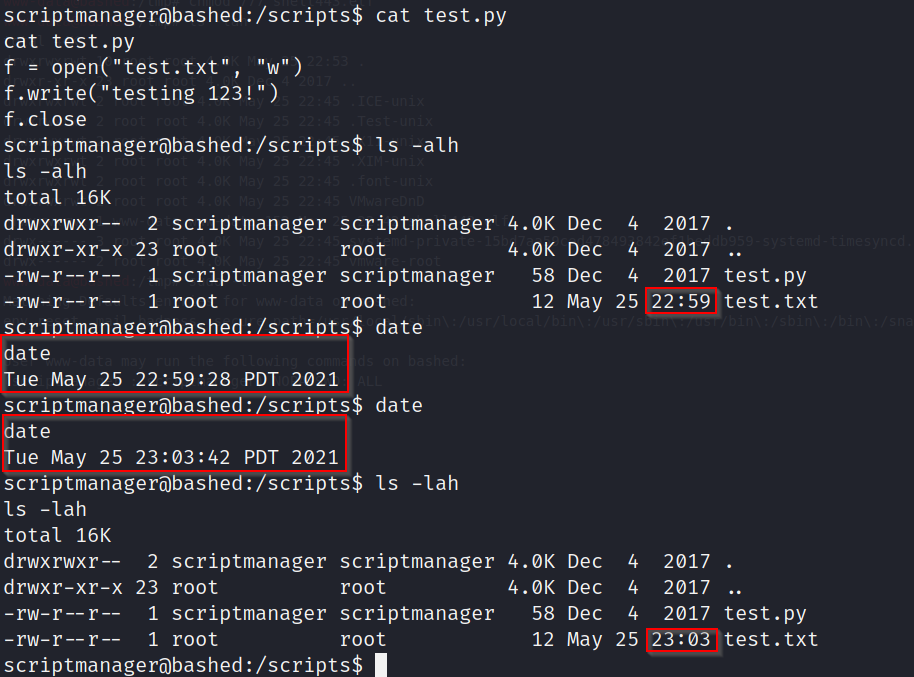 scriptmanager@bashed:/scripts$ cat test.py
cat test.py
f = open("test.txt", "w")
f.write("testing 123!")
f.close
scriptmanager@bashed:/scripts$ ls -alh
ls -alh
total 16K
drwxrwxr--  2 scriptmanager scriptmanager 4.0K Dec  4  2017 .
drwxr-xr-x 23 root          root          4.0K Dec  4  2017 ..
-rw-r--r--  1 scriptmanager scriptmanager   58 Dec  4  2017 test.py
-rw-r--r--  1 root          root            12 May 25 22:59 test.txt
scriptmanager@bashed:/scripts$ date
date
Tue May 25 22:59:28 PDT 2021
scriptmanager@bashed:/scripts$ date
date
Tue May 25 23:03:42 PDT 2021
scriptmanager@bashed:/scripts$ ls -lah
ls -lah
total 16K
drwxrwxr--  2 scriptmanager scriptmanager 4.0K Dec  4  2017 .
drwxr-xr-x 23 root          root          4.0K Dec  4  2017 ..
-rw-r--r--  1 scriptmanager scriptmanager   58 Dec  4  2017 test.py
-rw-r--r--  1 root          root            12 May 25 23:03 test.txt
scriptmanager@bashed:/scripts$